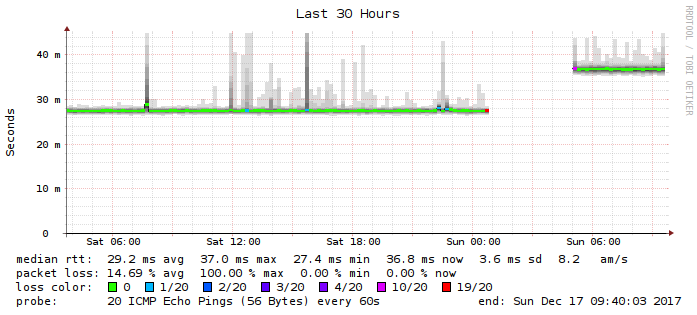 Last 30 Hours
RRDTOOL / TOBI OETIKER
Seconds
40 m
30 m
20 m
10 m
0
Sat 06:00 Sat 12:00 Sat 18:00 Sun 00:00 Sun 06:00
median rtt: 29.2 ms avg 37.0 ms max 27.4 ms min 36.8 ms now 3.6 ms sd 8.2 am/s
packet loss: 14.69 % avg 100.00 % max 0.00 % min 0.00 % now
loss color: 0 1/20 2/20 3/20 4/20 10/20 19/20
probe: 20 ICMP Echo Pings (56 Bytes) every 60s end: Sun Dec 17 09:40:03 2017